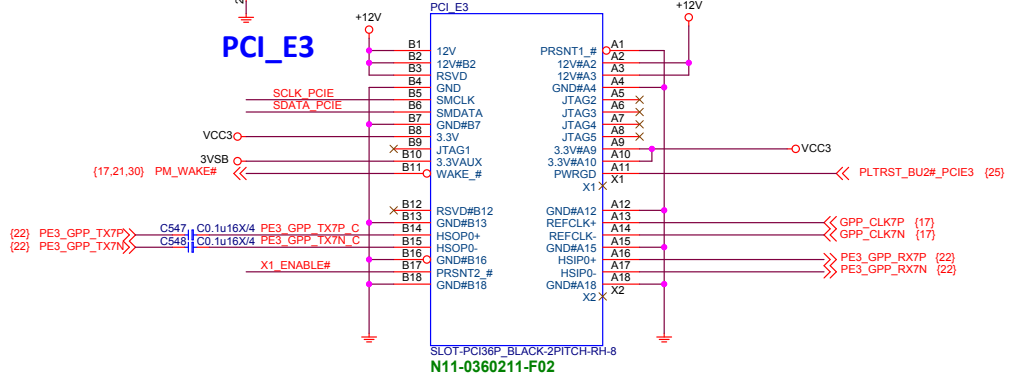 2
PCI_E3
+12V
+12V
PCI_E3
B1 12V PRSNT1_# A1
B2 12V#B2 12V#A2 A2
B3 RSVD 12V#A3 A3
B4 GND GND#A4 A4
SCLK_PCIE B5 SMCLK JTAG2 A5
SDATA_PCIE B6 SMDATA JTAG3 A6
B7 GND#B7 JTAG4 A7
VCC3 B8 3.3V JTAG5 A8
B9 JTAG1 3.3V#A9 A9 VCC3
3VSB B10 3.3VAUX 3.3V#A10 A10
{17,21,30} PM_WAKE# B11 WAKE_# PWRGD A11 PLTRST_BU2#_PCIE3 {25}
X1 X1
B12 RSVD#B12 GND#A12 A12
B13 GND#B13 REFCLK+ A13 GPP_CLK7P {17}
{22} PE3_GPP_TX7P C547 C0.1u16X/4 PE3_GPP_TX7P_C B14 HSOP0+ REFCLK- A14 GPP_CLK7N {17}
{22} PE3_GPP_TX7N C548 C0.1u16X/4 PE3_GPP_TX7N_C B15 HSOP0- GND#A15 A15
B16 GND#B16 HSIP0+ A16 PE3_GPP_RX7P {22}
X1_ENABLE# B17 PRSNT2_# HSIP0- A17 PE3_GPP_RX7N {22}
B18 GND#B18 GND#A18 A18
X2 X2
SLOT-PCI36P_BLACK-2PITCH-RH-8
N11-0360211-F02